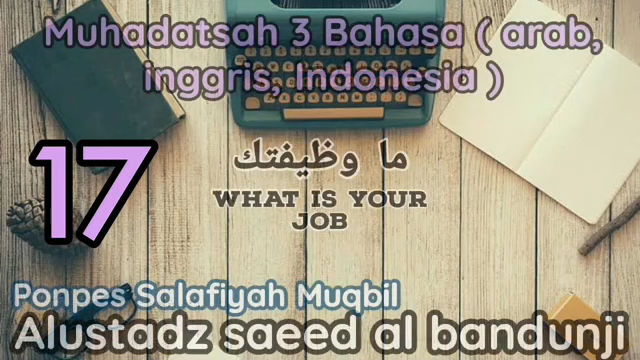 Muhadatsah 3 Bahasa ( arab,
inggris, Indonesia )
17
ما وظيفتك
WHAT IS YOUR
JOB
Ponpes Salafiyah Muqbil
Alustadz saeed al bandunji